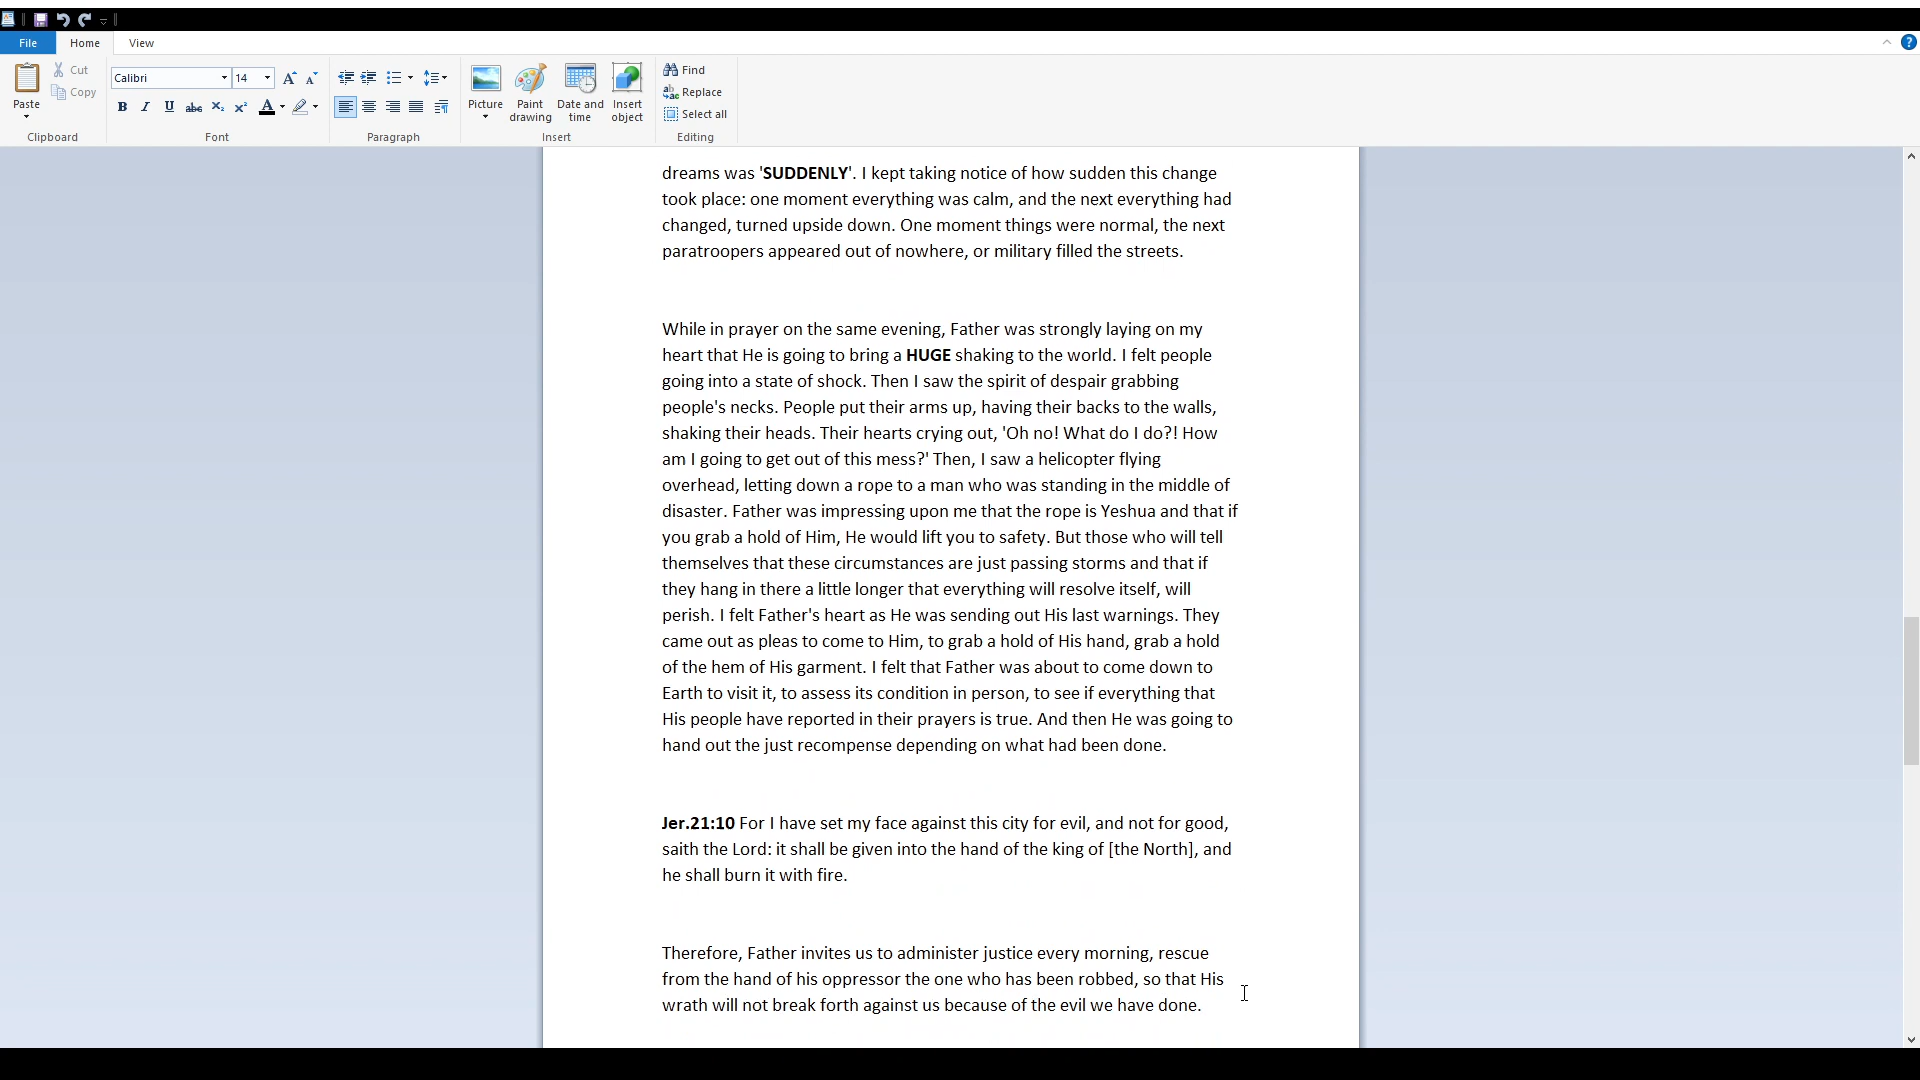 File Home View
Calibri 14
Cut
Copy
Paste
Picture
Paint drawing
Date and time
Insert object
Find
Replace
Select all
Clipboard Font Paragraph Insert Editing
dreams was 'SUDDENLY'. I kept taking notice of how sudden this change
took place: one moment everything was calm, and the next everything had
changed, turned upside down. One moment things were normal, the next
paratroopers appeared out of nowhere, or military filled the streets.
While in prayer on the same evening, Father was strongly laying on my
heart that He is going to bring a HUGE shaking to the world. I felt people
going into a state of shock. Then I saw the spirit of despair grabbing
people's necks. People put their arms up, having their backs to the walls,
shaking their heads. Their hearts crying out, 'Oh no! What do I do?! How
am I going to get out of this mess?' Then, I saw a helicopter flying
overhead, letting down a rope to a man who was standing in the middle of
disaster. Father was impressing upon me that the rope is Yeshua and that if
you grab a hold of Him, He would lift you to safety. But those who will tell
themselves that these circumstances are just passing storms and that if
they hang in there a little longer that everything will resolve itself, will
perish. I felt Father's heart as He was sending out His last warnings. They
came out as pleas to come to Him, to grab a hold of His hand, grab a hold
of the hem of His garment. I felt that Father was about to come down to
Earth to visit it, to assess its condition in person, to see if everything that
His people have reported in their prayers is true. And then He was going to
hand out the just recompense depending on what had been done.
Jer.21:10 For I have set my face against this city for evil, and not for good,
saith the Lord: it shall be given into the hand of the king of [the North], and
he shall burn it with fire.
Therefore, Father invites us to administer justice every morning, rescue
from the hand of his oppressor the one who has been robbed, so that His
wrath will not break forth against us because of the evil we have done.